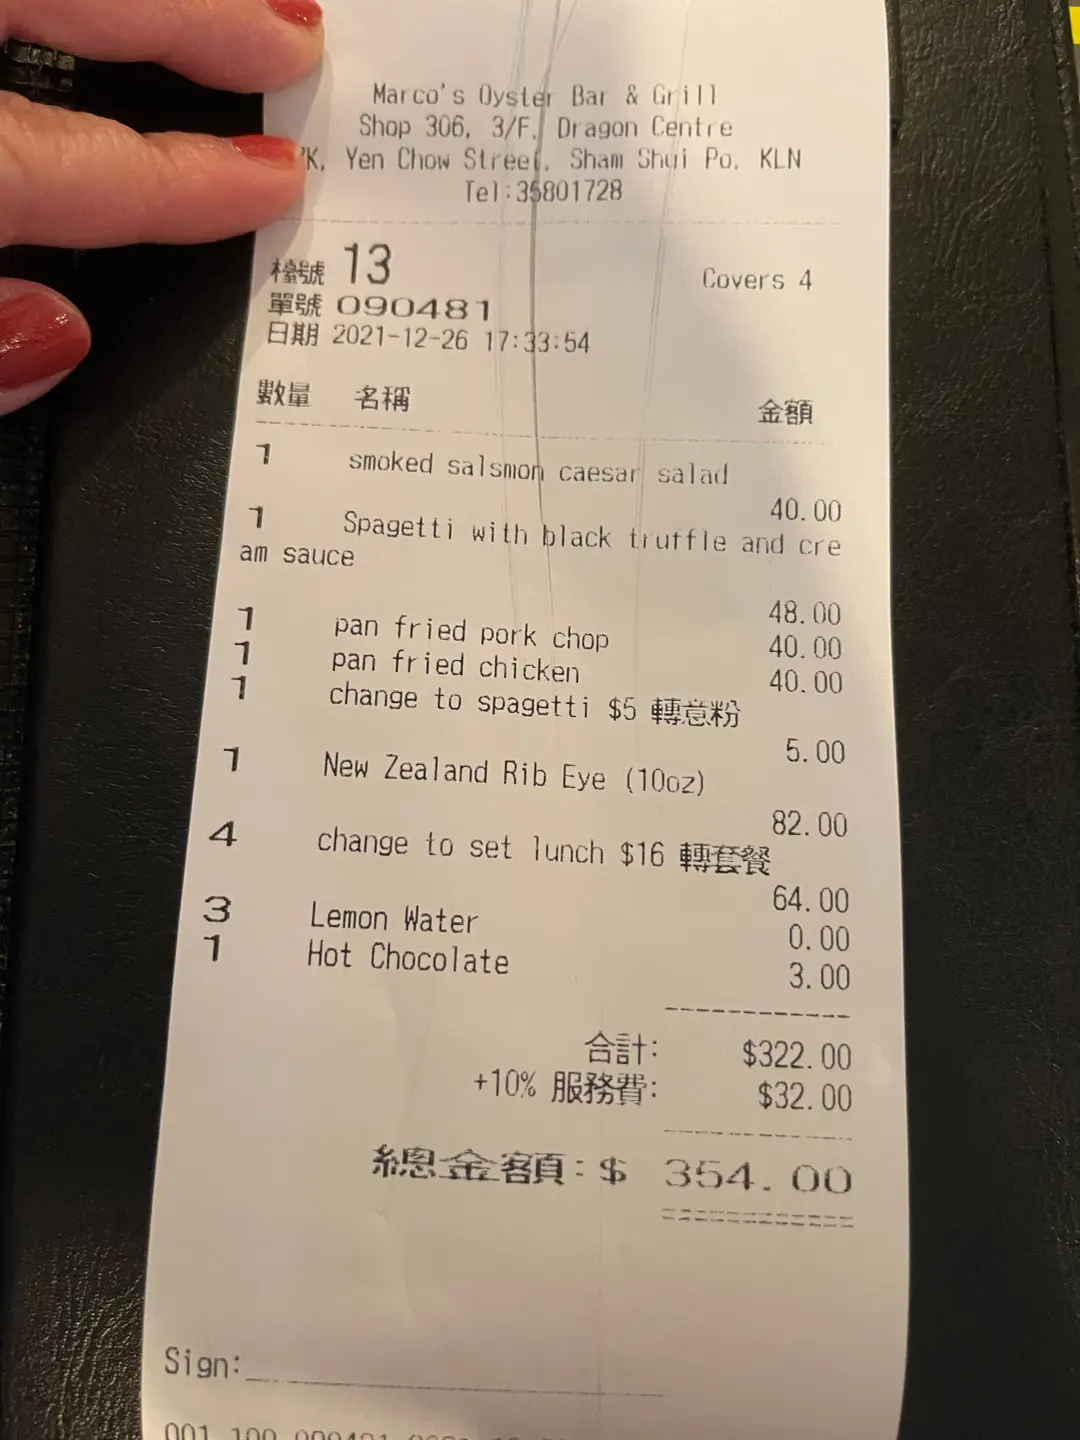 Marco's Oyster Bar & Grill
Shop 306, 3/F, Dragon Centre
K, Yen Chow Street, Sham Shui Po, KLN
Tel:35801728
檯號 13 Covers 4
單號 090481
日期 2021-12-26 17:33:54
數量 名稱 金額
1 smoked salsmon caesar salad
40.00
1 Spagetti with black truffle and cre
am sauce
48.00
1 pan fried pork chop 40.00
1 pan fried chicken 40.00
1 change to spagetti $5 轉意粉
5.00
1 New Zealand Rib Eye (10oz)
82.00
4 change to set lunch $16 轉套餐
64.00
3 Lemon Water 0.00
1 Hot Chocolate 3.00
合計: $322.00
+10% 服務費: $32.00
總金額:$ 354.00
Sign: